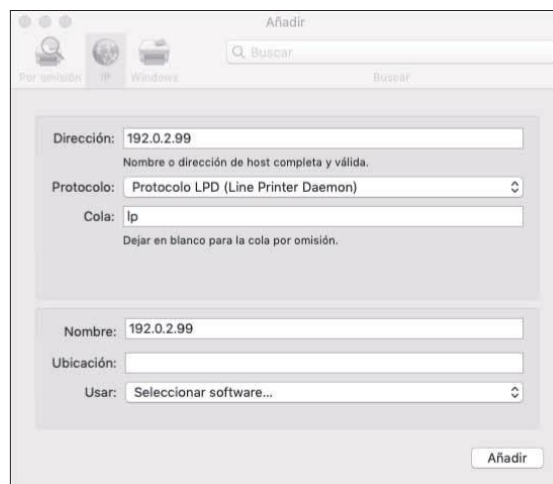 Añadir
Buscar
Por omisión IP Windows Buscar
Dirección: 192.0.2.99
Nombre o dirección de host completa y válida.
Protocolo: Protocolo LPD (Line Printer Daemon)
Cola: lp
Dejar en blanco para la cola por omisión.
Nombre: 192.0.2.99
Ubicación:
Usar: Seleccionar software...
Añadir